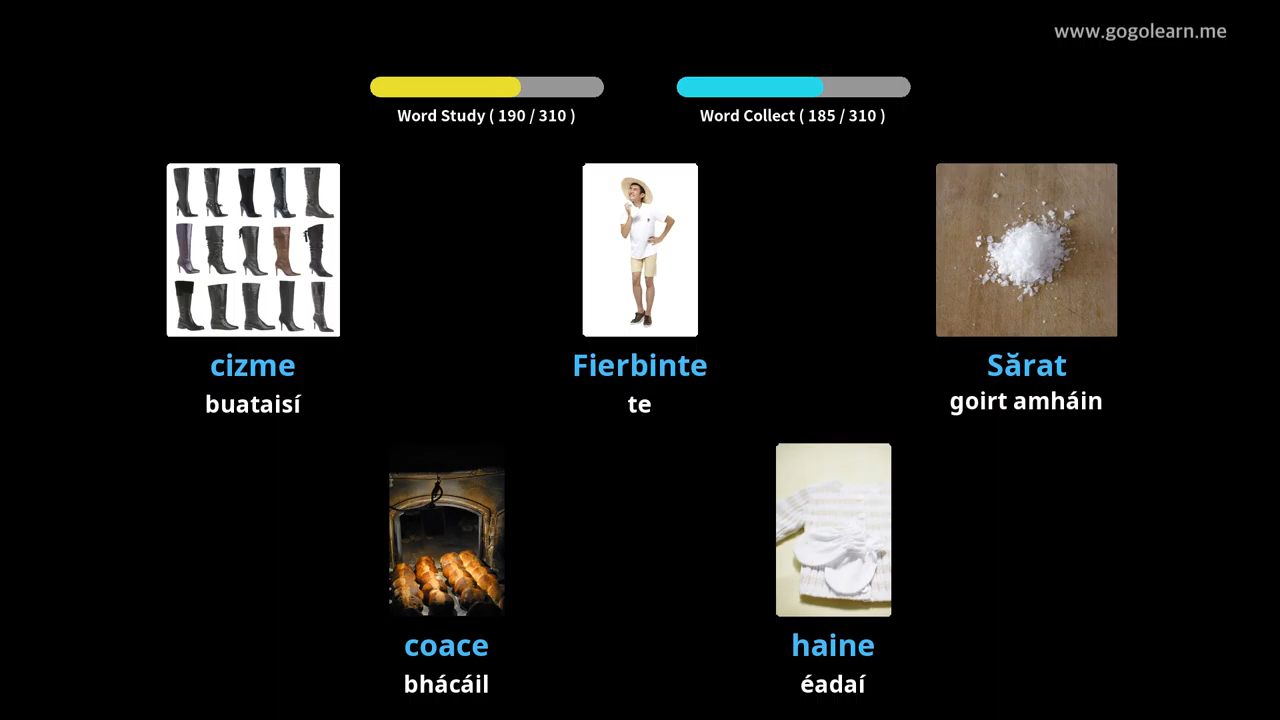 www.gogolearn.me
Word Study ( 190 / 310 )
Word Collect ( 185 / 310 )
cizme
buataisí
Fierbinte
te
Sărat
goirt amháin
coace
bhácáil
haine
éadaí